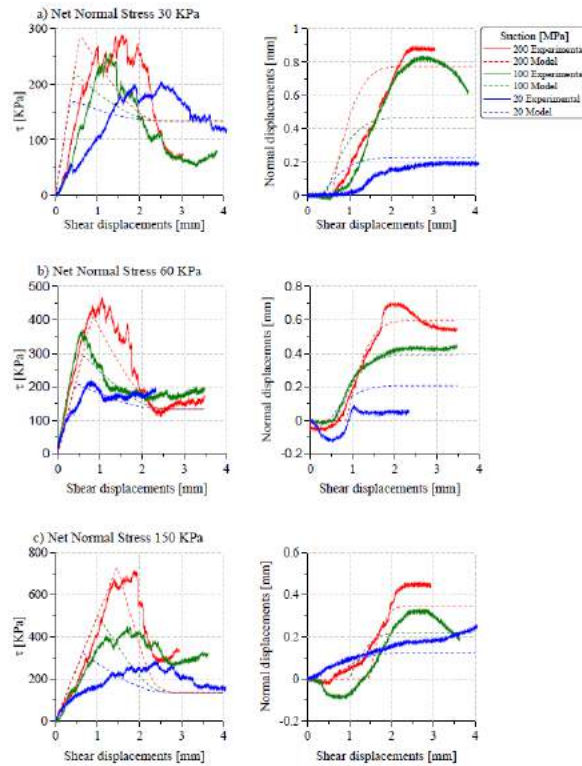 a) Net Normal Stress 30 KPa
300
200
100
0
τ [KPa]
0 1 2 3 4
Shear displacements [mm]
1
0.8
0.6
0.4
0.2
0
Normal displacements [mm]
0 1 2 3 4
Shear displacements [mm]
Suction [MPa]
200 Experimenta
200 Model
100 Experimenta
100 Model
20 Experimental
20 Model
b) Net Normal Stress 60 KPa
500
400
300
200
100
0
τ [KPa]
0 1 2 3 4
Shear displacements [mm]
0.8
0.6
0.4
0.2
0
-0.2
Normal displacemnts [mm]
0 1 2 3 4
Shear displacements [mm]
c) Net Normal Stress 150 KPa
800
600
400
200
0
τ [KPa]
0 1 2 3 4
Shear displacements [mm]
0.6
0.4
0.2
0
-0.2
Normal displacements [mm]
0 1 2 3 4
Shear displacements [mm]